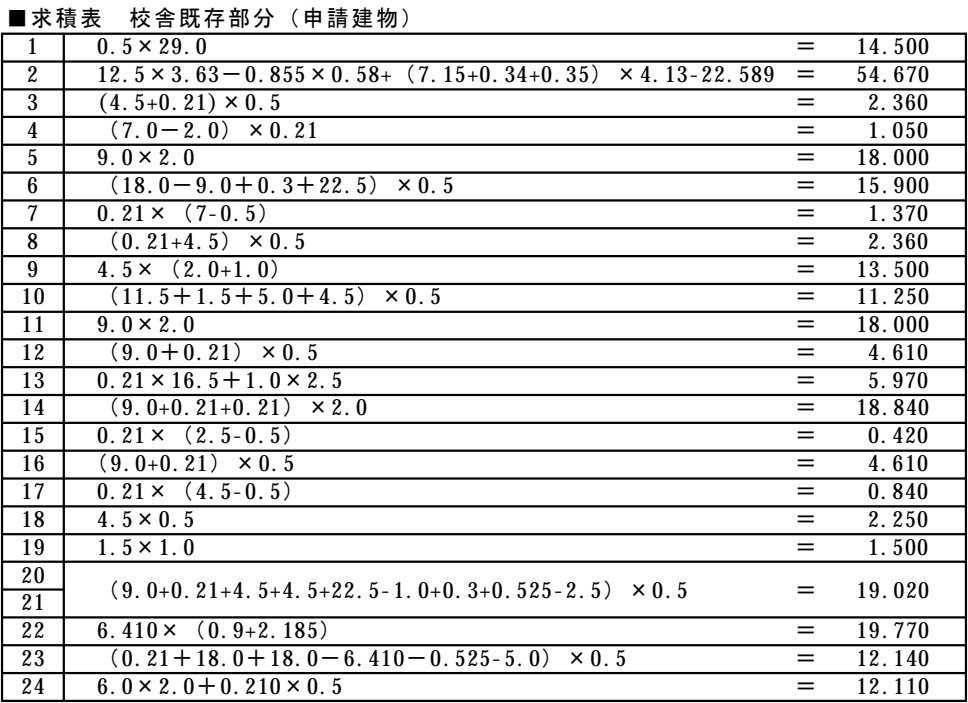 ■求積表　校舎既存部分（申請建物）
1 0.5×29.0 ＝ 14.500
2 12.5×3.63－0.855×0.58+（7.15+0.34+0.35）×4.13-22.589 ＝ 54.670
3 (4.5+0.21)×0.5 ＝ 2.360
4 （7.0－2.0）×0.21 ＝ 1.050
5 9.0×2.0 ＝ 18.000
6 （18.0－9.0＋0.3＋22.5）×0.5 ＝ 15.900
7 0.21×（7-0.5） ＝ 1.370
8 （0.21+4.5）×0.5 ＝ 2.360
9 4.5×（2.0+1.0） ＝ 13.500
10 （11.5＋1.5＋5.0＋4.5）×0.5 ＝ 11.250
11 9.0×2.0 ＝ 18.000
12 （9.0＋0.21）×0.5 ＝ 4.610
13 0.21×16.5＋1.0×2.5 ＝ 5.970
14 （9.0+0.21+0.21）×2.0 ＝ 18.840
15 0.21×（2.5-0.5） ＝ 0.420
16 （9.0+0.21）×0.5 ＝ 4.610
17 0.21×（4.5-0.5） ＝ 0.840
18 4.5×0.5 ＝ 2.250
19 1.5×1.0 ＝ 1.500
20
（9.0+0.21+4.5+4.5+22.5-1.0+0.3+0.525-2.5）×0.5 ＝ 19.020
21
22 6.410×（0.9+2.185） ＝ 19.770
23 （0.21＋18.0＋18.0－6.410－0.525-5.0）×0.5 ＝ 12.140
24 6.0×2.0＋0.210×0.5 ＝ 12.110